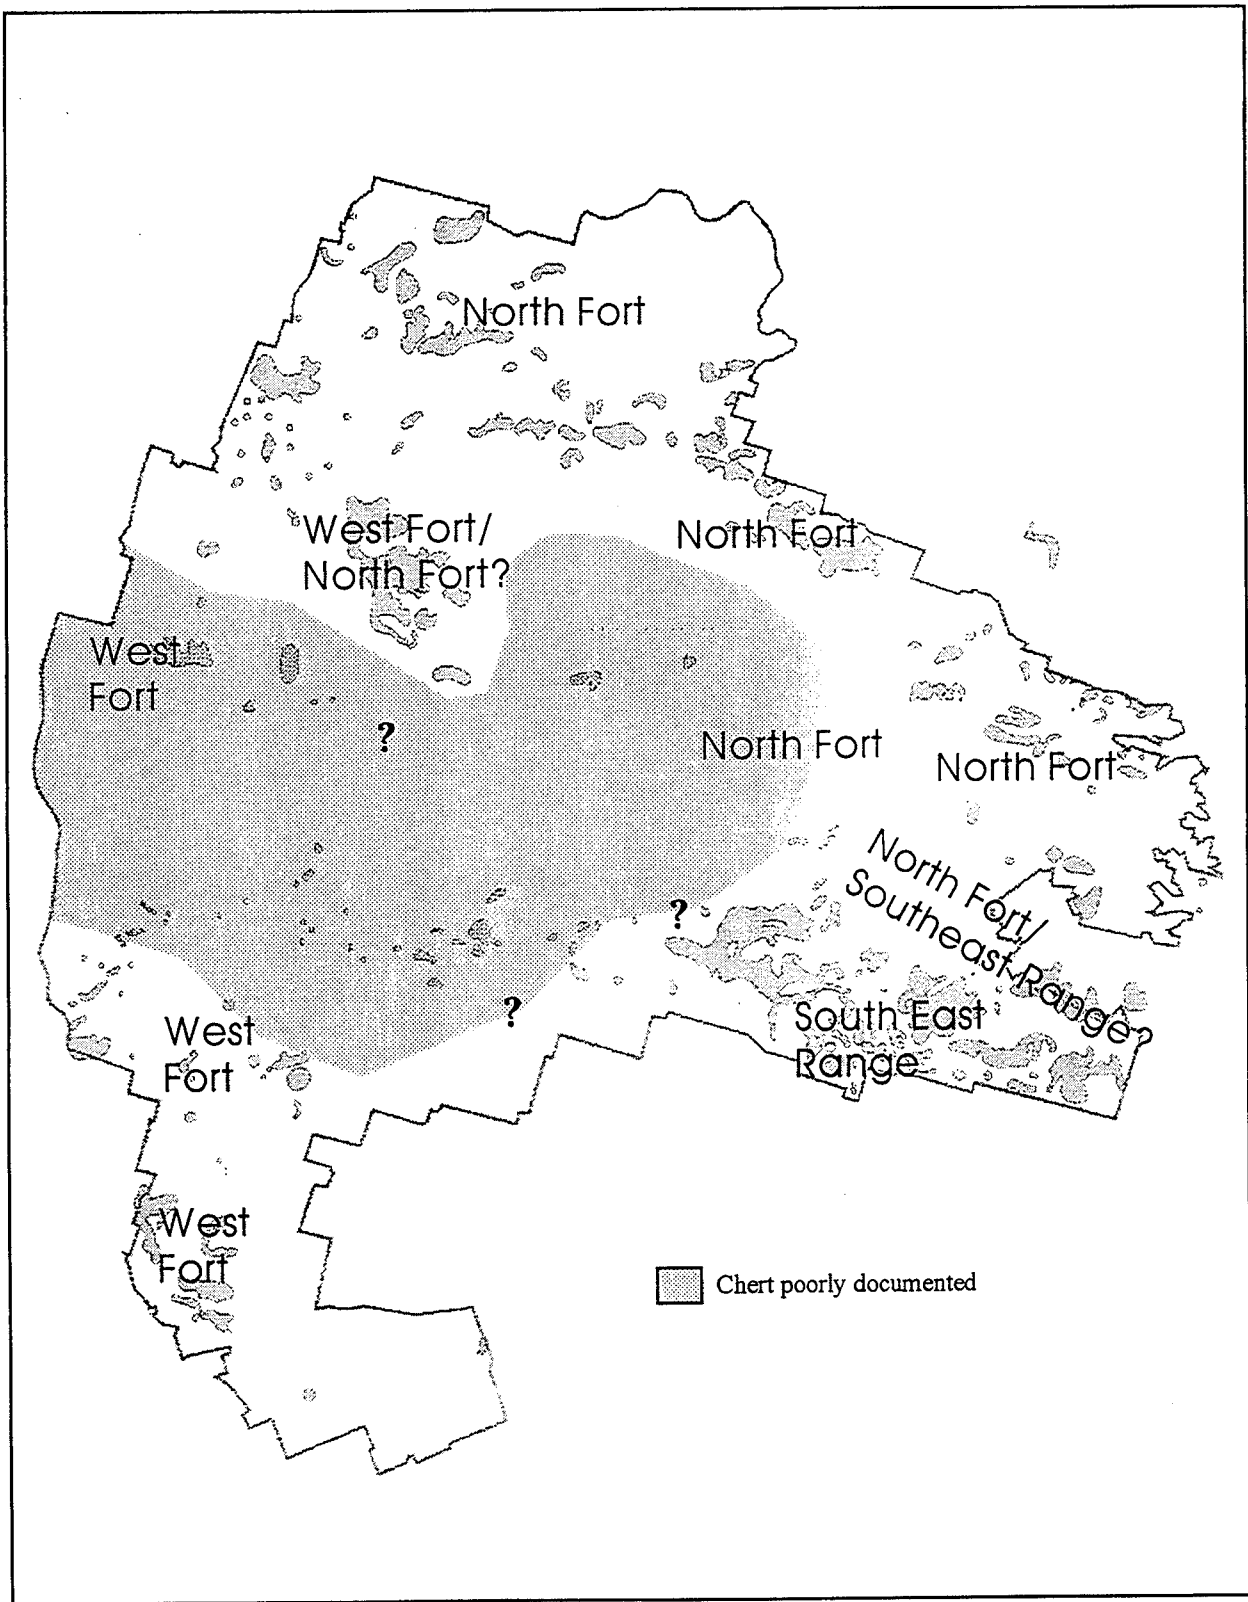 North Fort
West Fort/
North Fort?
North Fort
West
Fort
?
North Fort
North Fort
North Fort/
Southeast Range?
?
?
South East
Range
West
Fort
West
Fort
Chert poorly documented